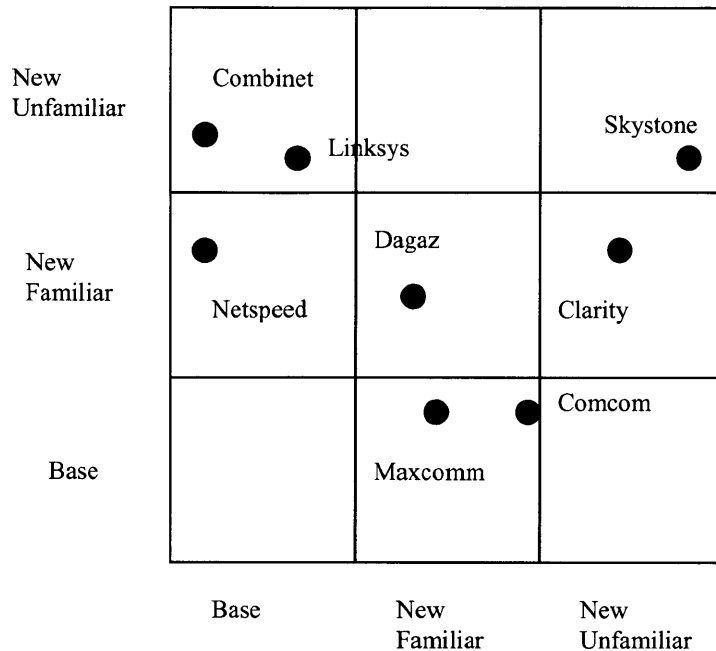 New
Unfamiliar
Combinet
Linksys
Skystone
New
Familiar
Dagaz
Netspeed
Clarity
Base
Comcom
Maxcomm
Base
New
Familiar
New
Unfamiliar